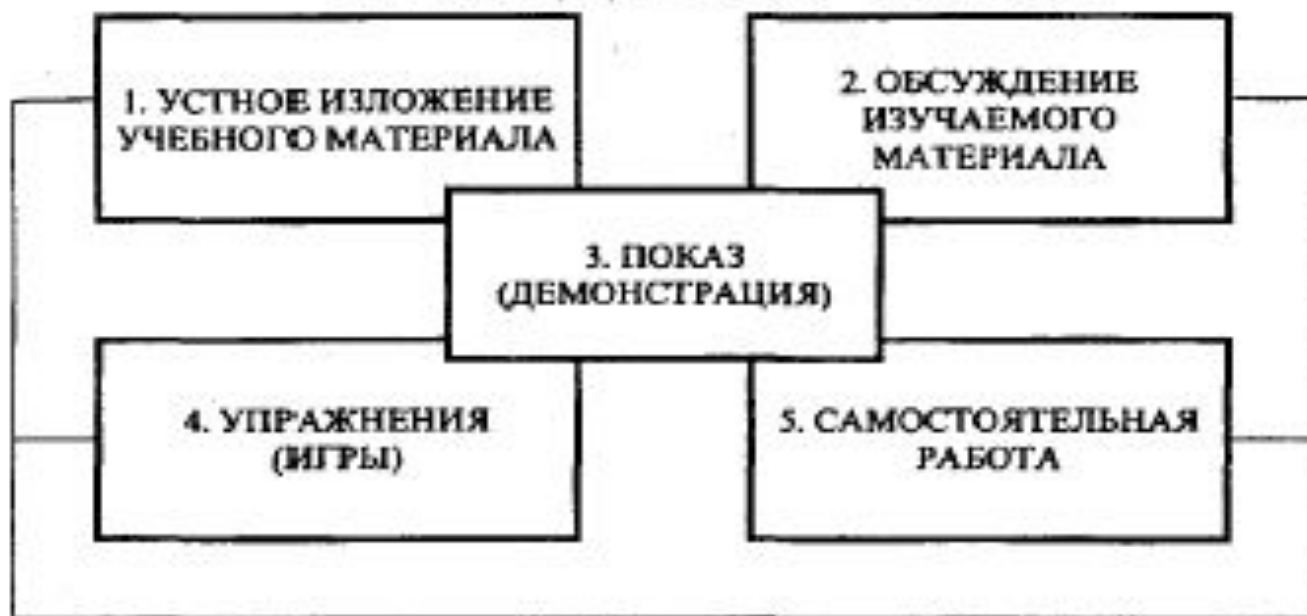 1. УСТНОЕ ИЗЛОЖЕНИЕ
УЧЕБНОГО МАТЕРИАЛА
2. ОБСУЖДЕНИЕ
ИЗУЧАЕМОГО
МАТЕРИАЛА
3. ПОКАЗ
(ДЕМОНСТРАЦИЯ)
4. УПРАЖНЕНИЯ
(ИГРЫ)
5. САМОСТОЯТЕЛЬНАЯ
РАБОТА